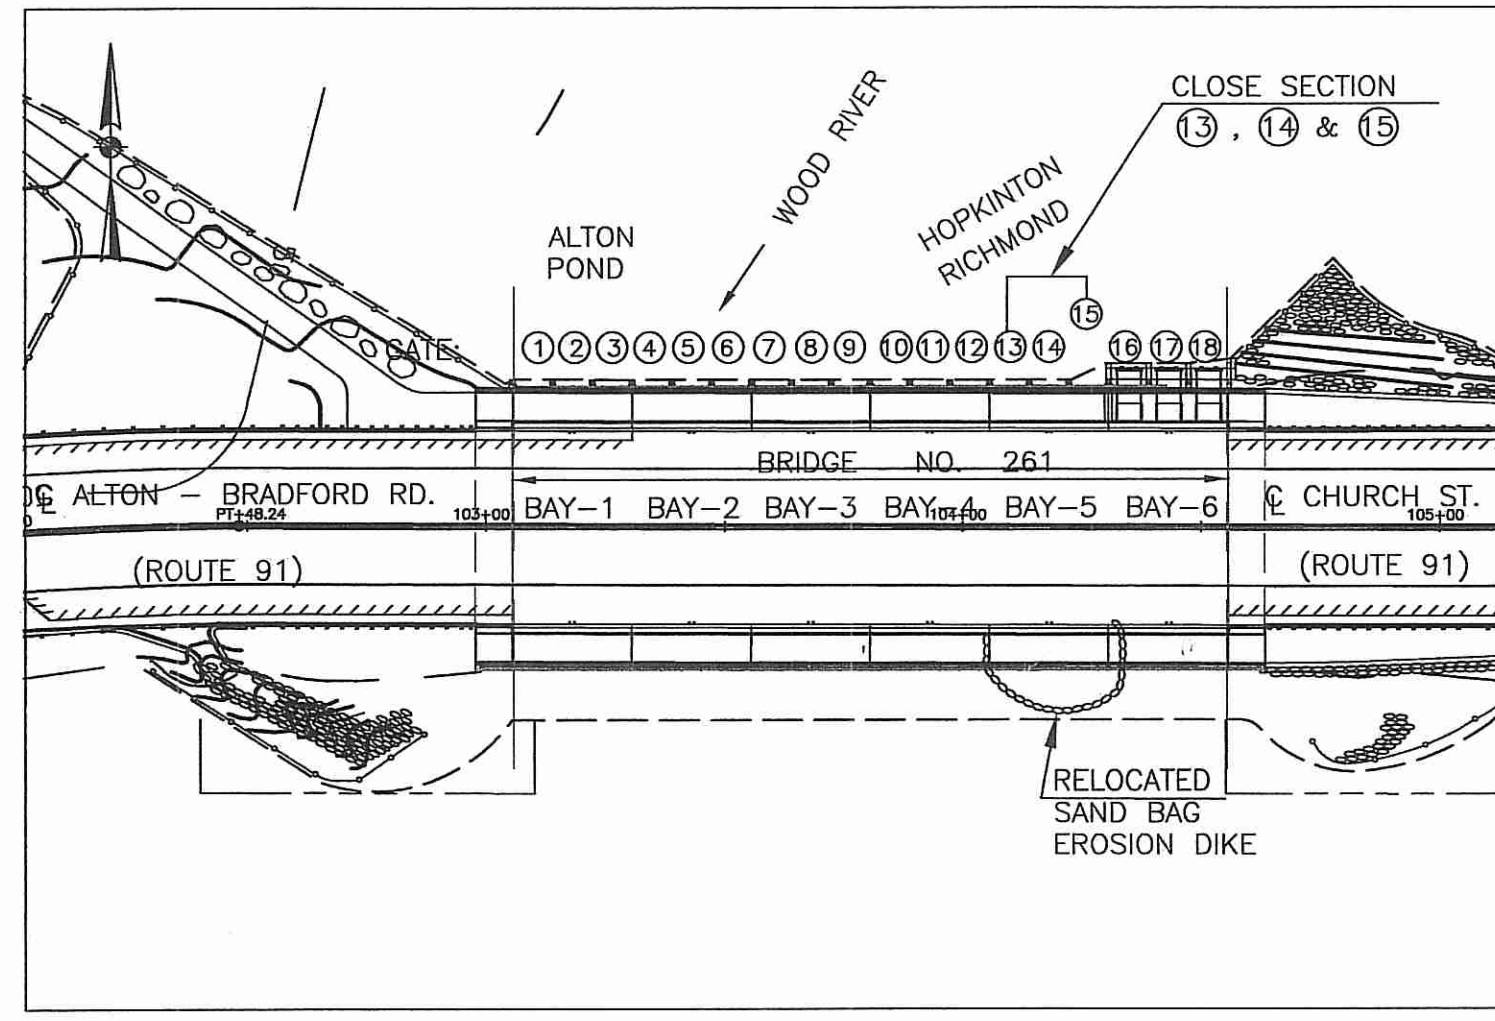 CLOSE SECTION
13 , 14 & 15
WOOD RIVER
HOPKINTON
RICHMOND
ALTON
POND
15
GATE:
1 2 3 4 5 6 7 8 9 10 11 12 13 14 16 17 18
BRIDGE NO. 261
℄ ALTON - BRADFORD RD.
PT+48.24
103+00
BAY-1 BAY-2 BAY-3 BAY-4 BAY-5 BAY-6
104+00
℄ CHURCH ST.
105+00
(ROUTE 91)
(ROUTE 91)
RELOCATED
SAND BAG
EROSION DIKE